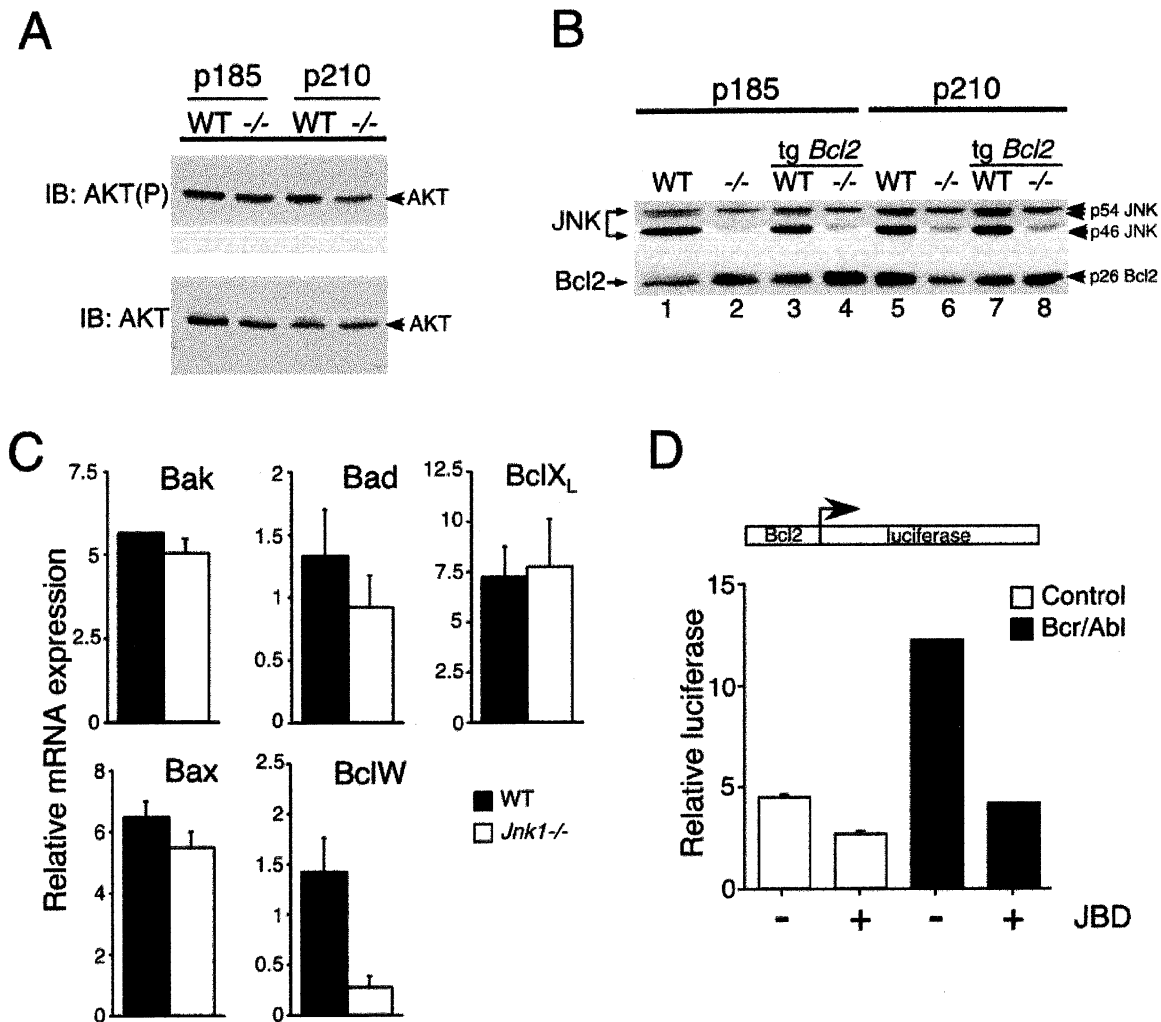 A
p185 p210
WT -/- WT -/-
IB: AKT(P)
AKT
IB: AKT
AKT
B
p185 p210
tg Bcl2 tg Bcl2
WT -/- WT -/- WT -/- WT -/-
JNK
p54 JNK
p46 JNK
Bcl2
p26 Bcl2
1 2 3 4 5 6 7 8
C
Relative mRNA expression
Bak
7.5
5
2.5
0
Bad
2
1.5
1
0.5
0
BclXL
12.5
10
7.5
5
2.5
0
Bax
8
6
4
2
0
BclW
2.5
2
1.5
1
0.5
0
WT
Jnk1-/-
D
Bcl2 luciferase
Relative luciferase
15
10
5
0
Control
Bcr/Abl
- + - + JBD